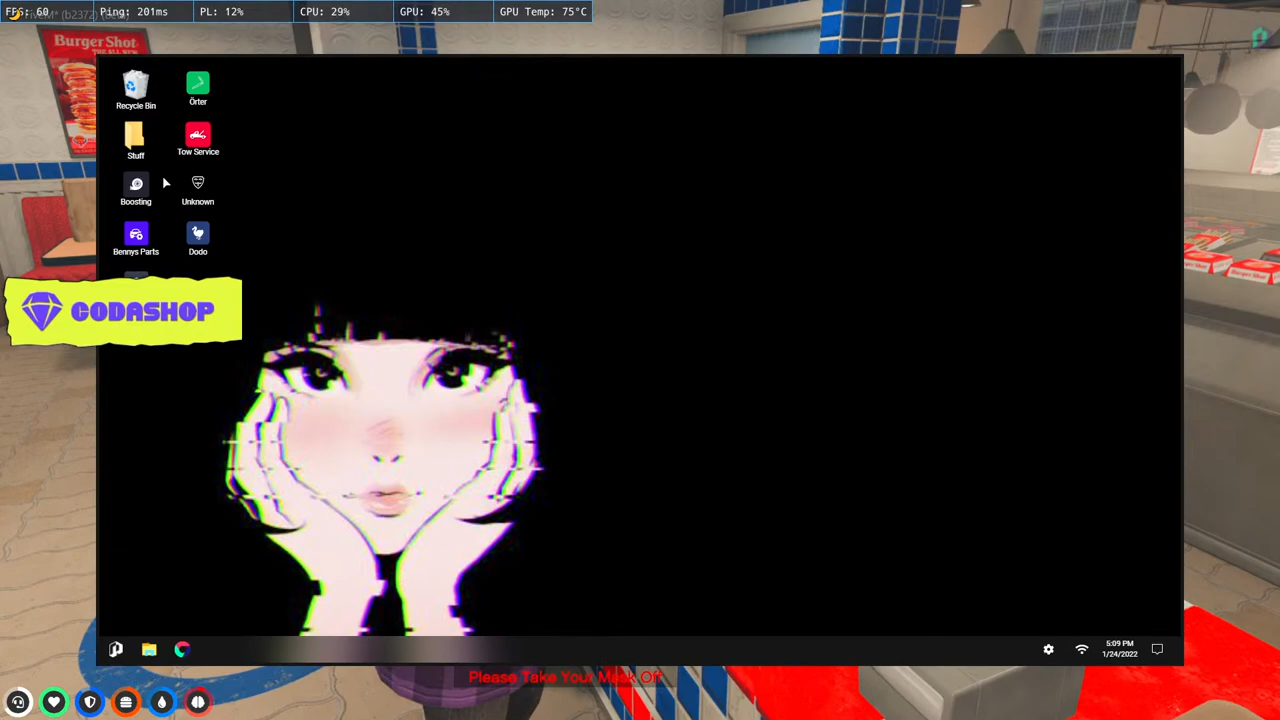 FPS: 60
Ping: 201ms
PL: 12%
CPU: 29%
GPU: 45%
GPU Temp: 75°C
Burger Shot
Recycle Bin
Örter
Stuff
Tow Service
Boosting
Unknown
Bennys Parts
Dodo
CODASHOP
5:09 PM
1/24/2022
Please Take Your Mask Off